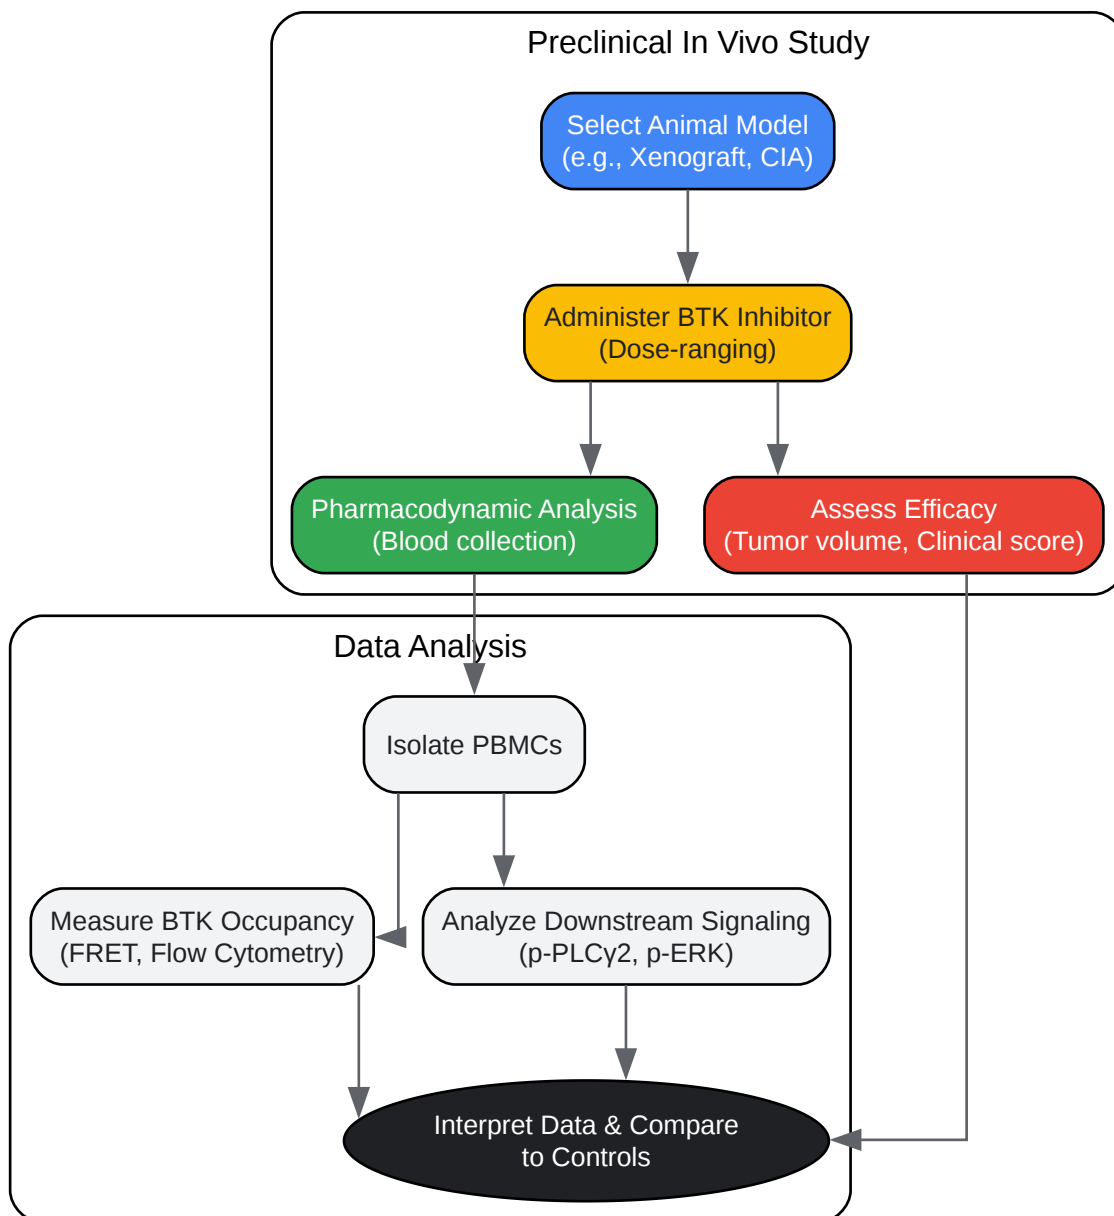 Preclinical In Vivo Study
Select Animal Model
(e.g., Xenograft, CIA)
Administer BTK Inhibitor
(Dose-ranging)
Pharmacodynamic Analysis
(Blood collection)
Assess Efficacy
(Tumor volume, Clinical score)
Data Analysis
Isolate PBMCs
Measure BTK Occupancy
(FRET, Flow Cytometry)
Analyze Downstream Signaling
(p-PLCγ2, p-ERK)
Interpret Data & Compare
to Controls